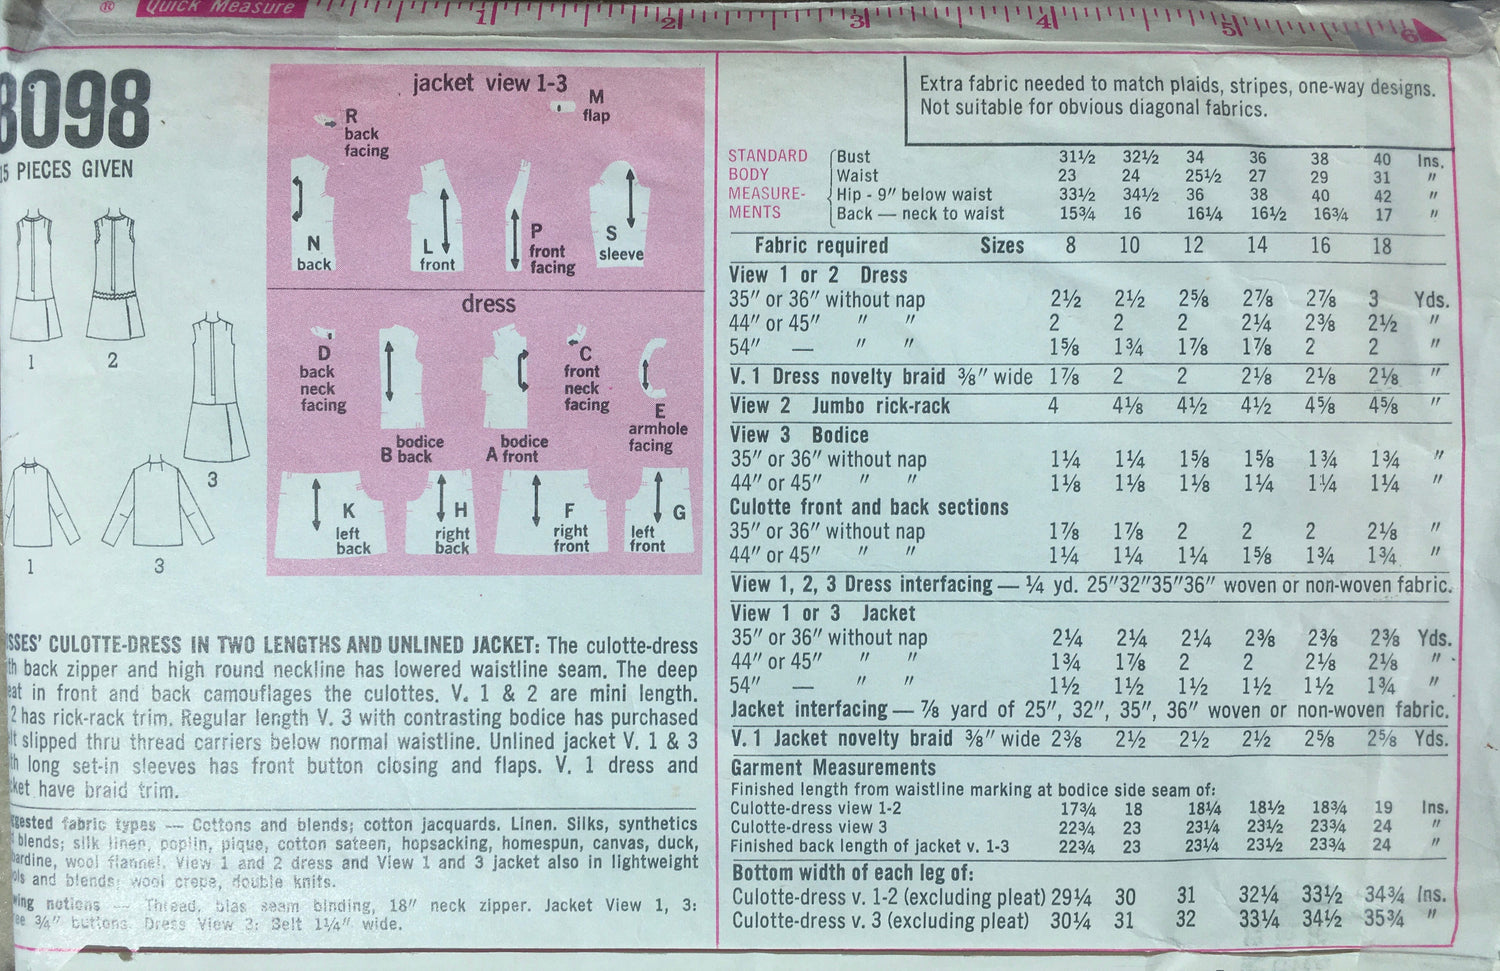 ® Quick Measure 1 2 3 4 5 6
8098
15 PIECES GIVEN
1
2
3
1
3
jacket view 1-3
R
back
facing
M
flap
N
back
L
front
P
front
facing
S
sleeve
dress
D
back
neck
facing
B bodice
back
A bodice
front
C
front
neck
facing
E
armhole
facing
K
left
back
H
right
back
F
right
front
G
left
front
SSES' CULOTTE-DRESS IN TWO LENGTHS AND UNLINED JACKET: The culotte-dress
th back zipper and high round neckline has lowered waistline seam. The deep
eat in front and back camouflages the culottes. V. 1 & 2 are mini length.
2 has rick-rack trim. Regular length V. 3 with contrasting bodice has purchased
lt slipped thru thread carriers below normal waistline. Unlined jacket V. 1 & 3
th long set-in sleeves has front button closing and flaps. V. 1 dress and
ket have braid trim.
gested fabric types — Cottons and blends; cotton jacquards. Linen. Silks, synthetics
blends; silk linen, poplin, pique, cotton sateen, hopsacking, homespun, canvas, duck,
ardine, wool flannel. View 1 and 2 dress and View 1 and 3 jacket also in lightweight
ols and blends; wool crepe, double knits.
wing notions — Thread, bias seam binding, 18" neck zipper. Jacket View 1, 3:
ee 3/4" buttons. Dress View 3: Belt 1¼" wide.
Extra fabric needed to match plaids, stripes, one-way designs.
Not suitable for obvious diagonal fabrics.
STANDARD BODY MEASURE- MENTS
Bust 31½ 32½ 34 36 38 40 Ins.
Waist 23 24 25½ 27 29 31 "
Hip - 9" below waist 33½ 34½ 36 38 40 42 "
Back — neck to waist 15¾ 16 16¼ 16½ 16¾ 17 "
Fabric required Sizes 8 10 12 14 16 18
View 1 or 2 Dress
35" or 36" without nap 2½ 2½ 2⅝ 2⅞ 2⅞ 3 Yds.
44" or 45" " " 2 2 2 2¼ 2⅜ 2½ "
54" — " " 1⅝ 1¾ 1⅞ 1⅞ 2 2 "
V. 1 Dress novelty braid ⅜" wide 1⅞ 2 2 2⅛ 2⅛ 2⅛ "
View 2 Jumbo rick-rack 4 4⅛ 4½ 4½ 4⅝ 4⅝ "
View 3 Bodice
35" or 36" without nap 1¼ 1¼ 1⅝ 1⅝ 1¾ 1¾ "
44" or 45" " " 1⅛ 1⅛ 1⅛ 1¼ 1¼ 1¼ "
Culotte front and back sections
35" or 36" without nap 1⅞ 1⅞ 2 2 2 2⅛ "
44" or 45" " " 1¼ 1¼ 1¼ 1⅝ 1¾ 1¾ "
View 1, 2, 3 Dress interfacing — ¼ yd. 25"32"35"36" woven or non-woven fabric.
View 1 or 3 Jacket
35" or 36" without nap 2¼ 2¼ 2¼ 2⅜ 2⅜ 2⅜ Yds.
44" or 45" " " 1¾ 1⅞ 2 2 2⅛ 2⅛ "
54" — " " 1½ 1½ 1½ 1½ 1½ 1¾ "
Jacket interfacing — ⅞ yard of 25", 32", 35", 36" woven or non-woven fabric.
V. 1 Jacket novelty braid ⅜" wide 2⅜ 2½ 2½ 2½ 2⅝ 2⅝ Yds.
Garment Measurements
Finished length from waistline marking at bodice side seam of:
Culotte-dress view 1-2 17¾ 18 18¼ 18½ 18¾ 19 Ins.
Culotte-dress view 3 22¾ 23 23¼ 23½ 23¾ 24 "
Finished back length of jacket v. 1-3 22¾ 23 23¼ 23½ 23¾ 24 "
Bottom width of each leg of:
Culotte-dress v. 1-2 (excluding pleat) 29¼ 30 31 32¼ 33½ 34¾ Ins.
Culotte-dress v. 3 (excluding pleat) 30¼ 31 32 33¼ 34½ 35¾ "